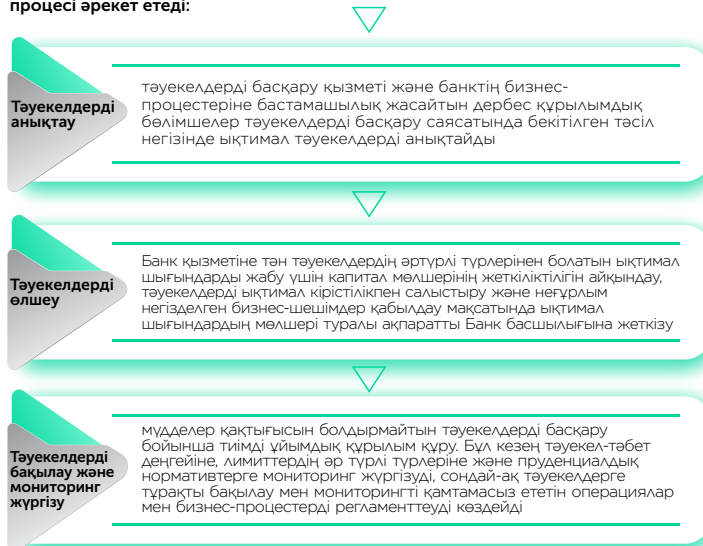 процесі әрекет етеді:
Тәуекелдерді
анықтау
тәуекелдерді басқару қызметі және банктің бизнес-
процестеріне бастамашылық жасайтын дербес құрылымдық
бөлімшелер тәуекелдерді басқару саясатында бекітілген тәсіл
негізінде ықтимал тәуекелдерді анықтайды
Тәуекелдерді
өлшеу
Банк қызметіне тән тәуекелдердің әртүрлі түрлерінен болатын ықтимал
шығындарды жабу үшін капитал мөлшерінің жеткіліктілігін айқындау,
тәуекелдерді ықтимал кірістілікпен салыстыру және неғұрлым
негізделген бизнес-шешімдер қабылдау мақсатында ықтимал
шығындардың мөлшері туралы ақпаратты Банк басшылығына жеткізу
Тәуекелдерді
бақылау және
мониторинг
жүргізу
мүдделер қақтығысын болдырмайтын тәуекелдерді басқару
бойынша тиімді ұйымдық құрылым құру. Бұл кезең тәуекел-тәбет
деңгейіне, лимиттердің әр түрлі түрлеріне және пруденциалдық
нормативтерге мониторинг жүргізуді, сондай-ақ тәуекелдерге
тұрақты бақылау мен мониторингті қамтамасыз ететін операциялар
мен бизнес-процестерді регламенттеуді көздейді